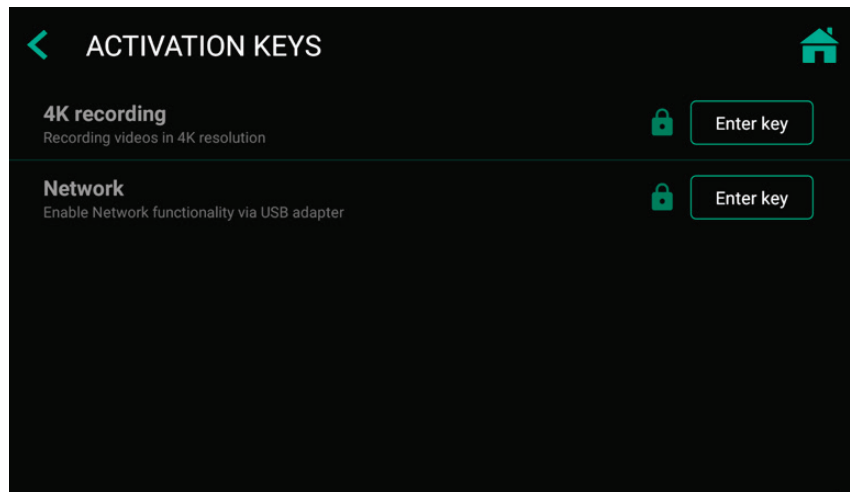 ACTIVATION KEYS
4K recording
Recording videos in 4K resolution
Enter key
Network
Enable Network functionality via USB adapter
Enter key